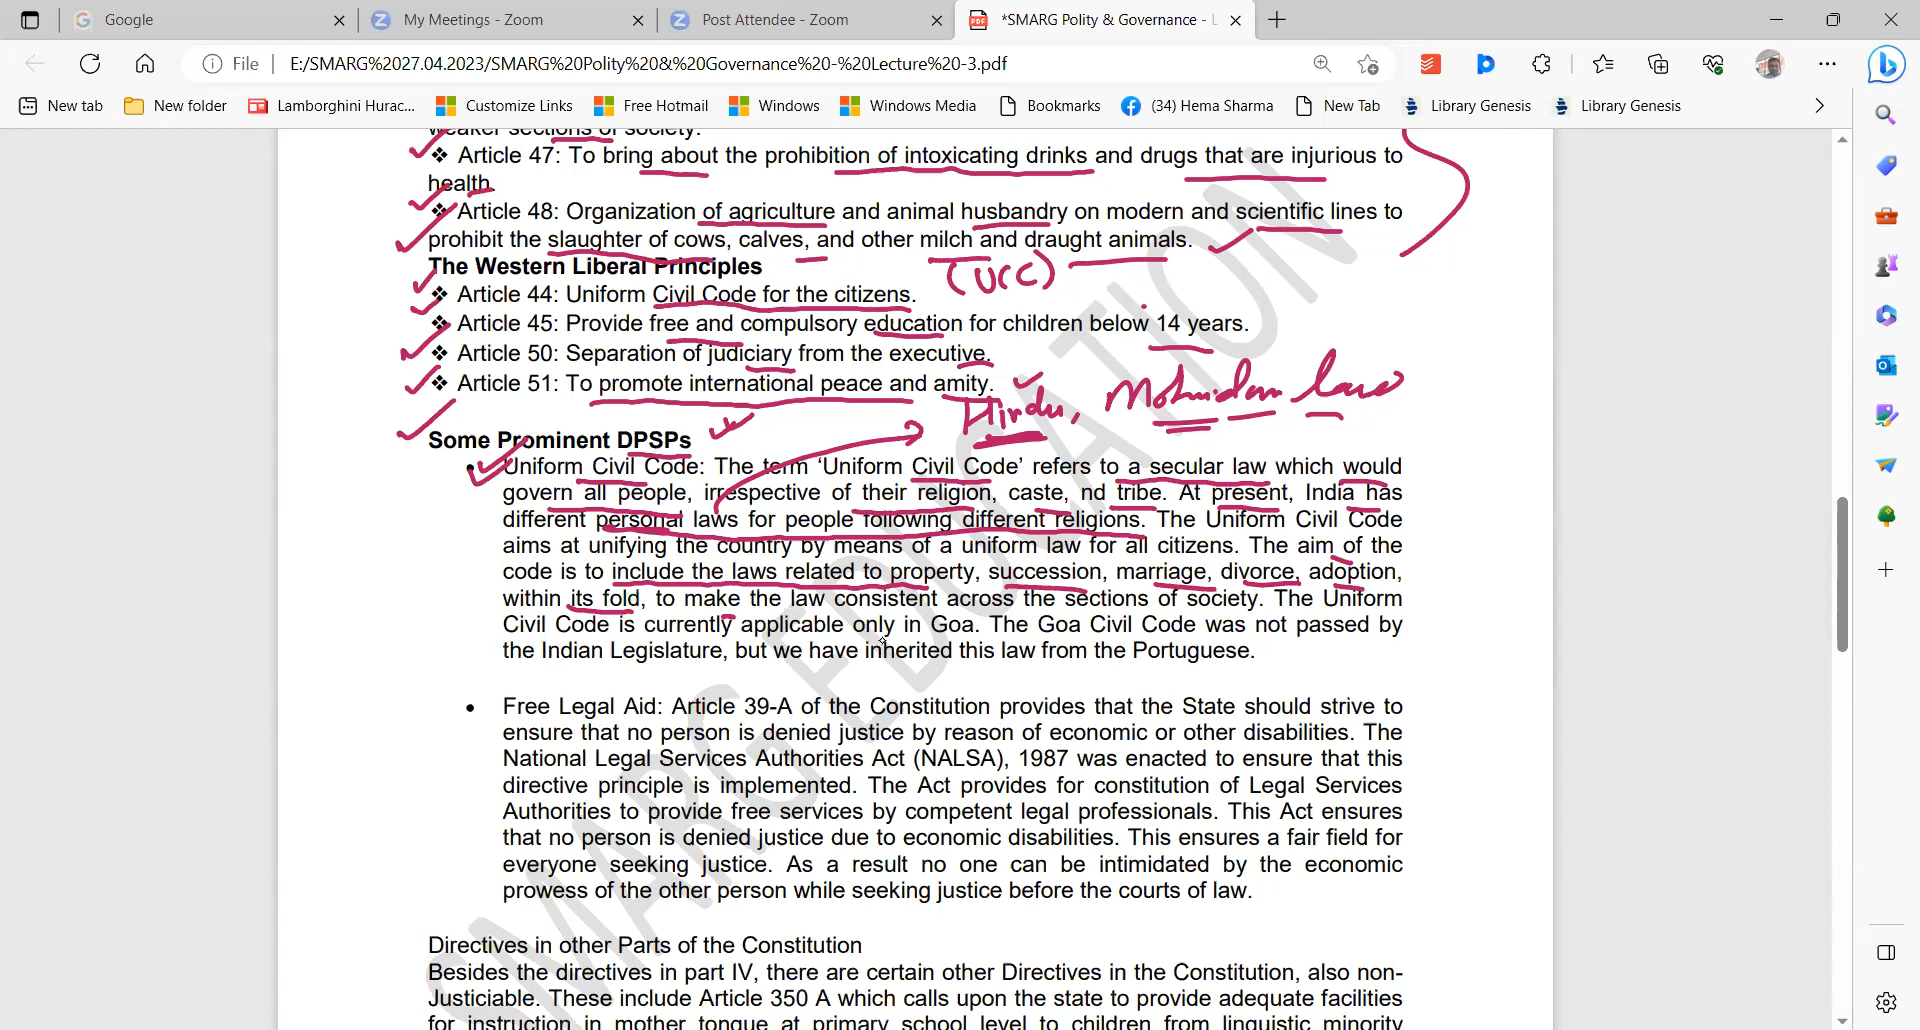 Google
My Meetings - Zoom
Post Attendee - Zoom
*SMARG Polity & Governance - L
File
E:/SMARG%2027.04.2023/SMARG%20Polity%20&%20Governance%20-%20Lecture%20-3.pdf
New tab
New folder
Lamborghini Hurac...
Customize Links
Free Hotmail
Windows
Windows Media
Bookmarks
(34) Hema Sharma
New Tab
Library Genesis
Library Genesis
weaker sections of society.
❖ Article 47: To bring about the prohibition of intoxicating drinks and drugs that are injurious to
health.
❖ Article 48: Organization of agriculture and animal husbandry on modern and scientific lines to
prohibit the slaughter of cows, calves, and other milch and draught animals.
The Western Liberal Principles
(UCC)
❖ Article 44: Uniform Civil Code for the citizens.
❖ Article 45: Provide free and compulsory education for children below 14 years.
❖ Article 50: Separation of judiciary from the executive.
❖ Article 51: To promote international peace and amity.
Hindu,
law
Some Prominent DPSPs
• Uniform Civil Code: The term ‘Uniform Civil Code’ refers to a secular law which would
govern all people, irrespective of their religion, caste, nd tribe. At present, India has
different personal laws for people following different religions. The Uniform Civil Code
aims at unifying the country by means of a uniform law for all citizens. The aim of the
code is to include the laws related to property, succession, marriage, divorce, adoption,
within its fold, to make the law consistent across the sections of society. The Uniform
Civil Code is currently applicable only in Goa. The Goa Civil Code was not passed by
the Indian Legislature, but we have inherited this law from the Portuguese.
• Free Legal Aid: Article 39-A of the Constitution provides that the State should strive to
ensure that no person is denied justice by reason of economic or other disabilities. The
National Legal Services Authorities Act (NALSA), 1987 was enacted to ensure that this
directive principle is implemented. The Act provides for constitution of Legal Services
Authorities to provide free services by competent legal professionals. This Act ensures
that no person is denied justice due to economic disabilities. This ensures a fair field for
everyone seeking justice. As a result no one can be intimidated by the economic
prowess of the other person while seeking justice before the courts of law.
Directives in other Parts of the Constitution
Besides the directives in part IV, there are certain other Directives in the Constitution, also non-
Justiciable. These include Article 350 A which calls upon the state to provide adequate facilities
for instruction in mother tongue at primary school level to children from linguistic minority
SMARG EDUCATION